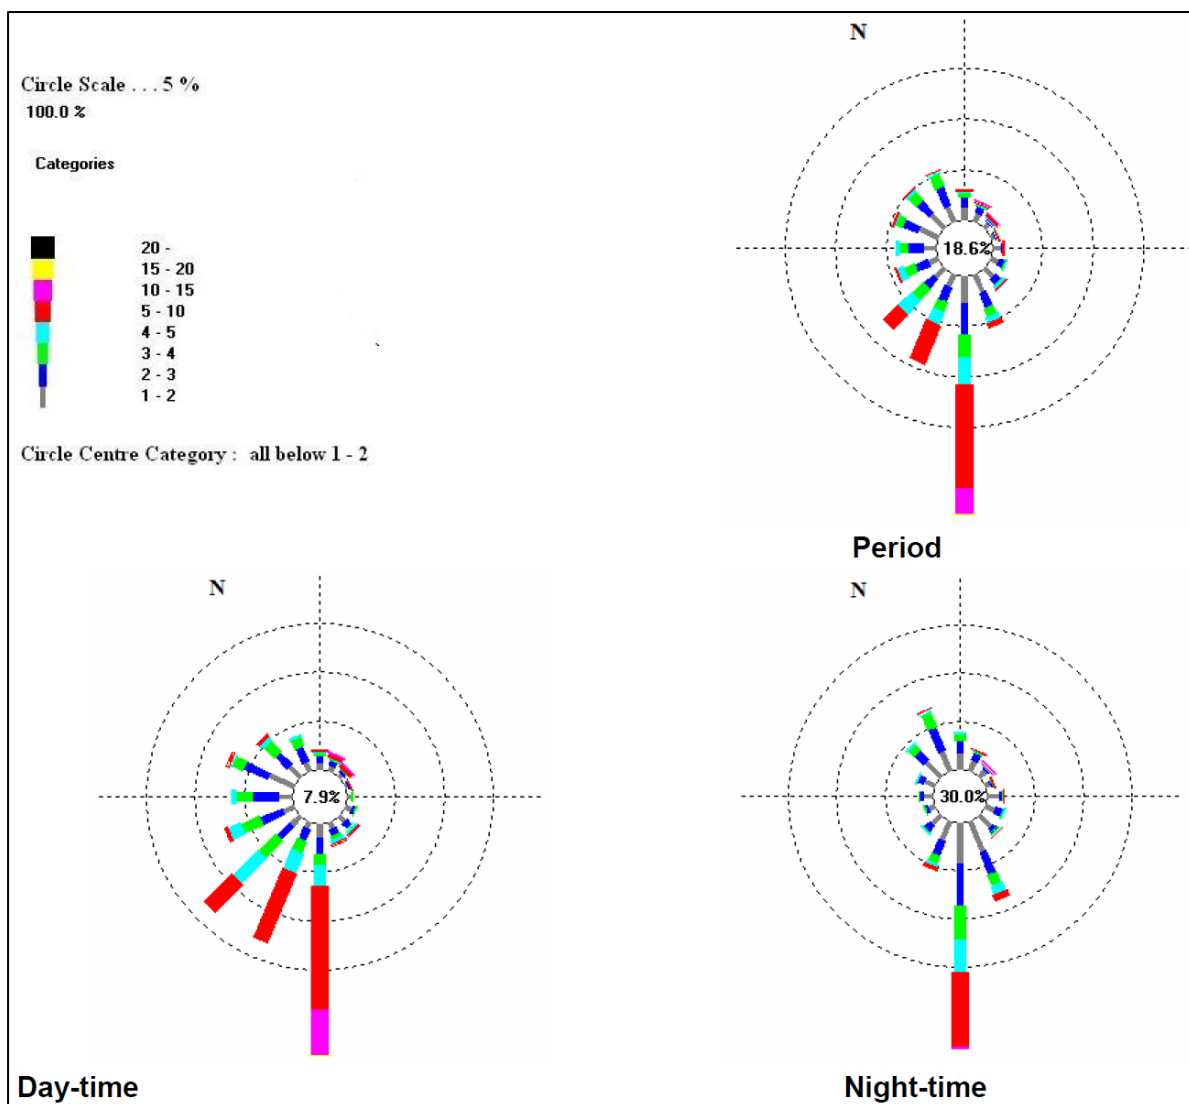 N
Circle Scale . . . 5 %
100.0 %
Categories
20 -
15 - 20
10 - 15
5 - 10
4 - 5
3 - 4
2 - 3
1 - 2
Circle Centre Category : all below 1 - 2
18.6%
Period
N
N
7.9%
30.0%
Day-time
Night-time